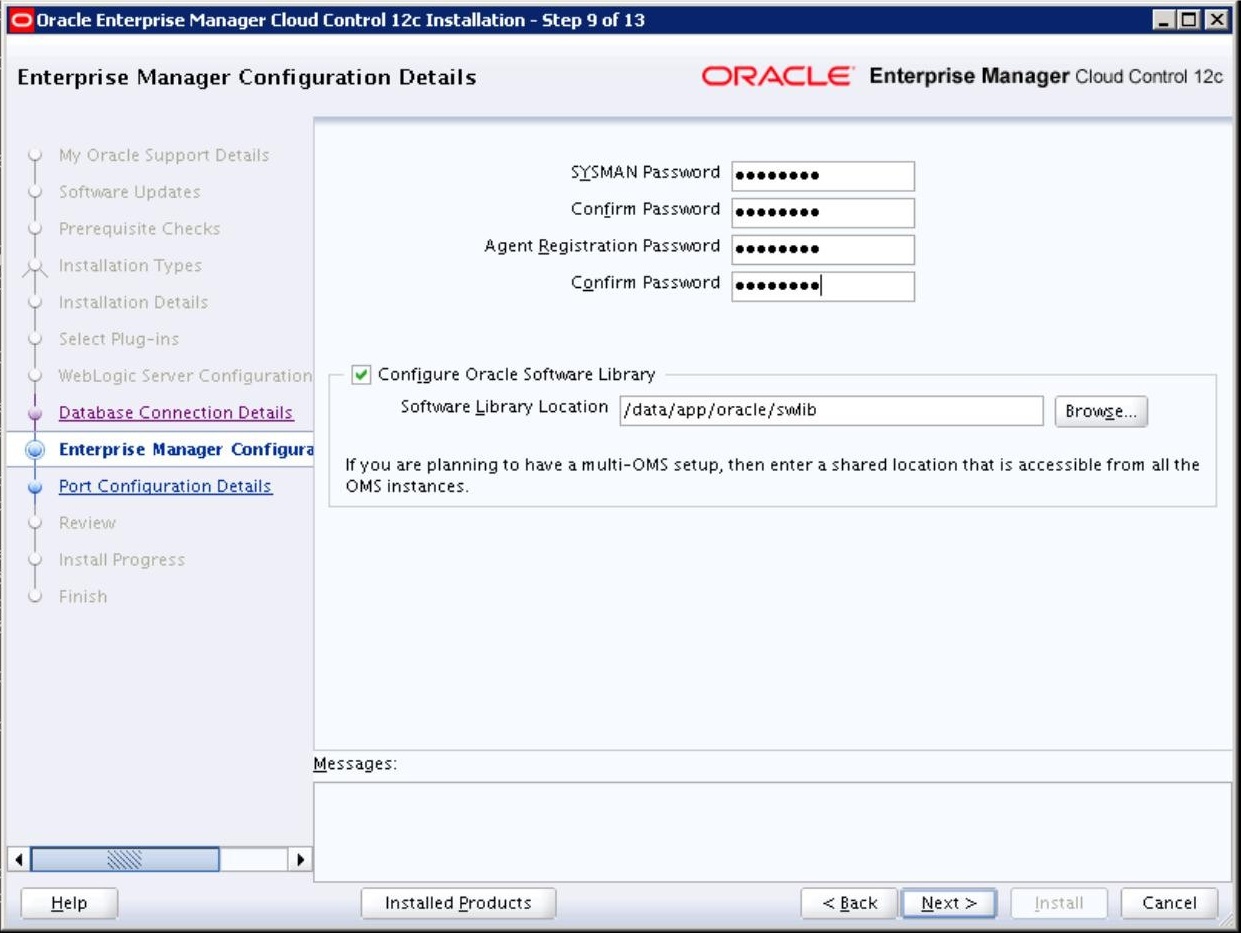 Oracle Enterprise Manager Cloud Control 12c Installation - Step 9 of 13
Enterprise Manager Configuration Details
ORACLE Enterprise Manager Cloud Control 12c
My Oracle Support Details
Software Updates
Prerequisite Checks
Installation Types
Installation Details
Select Plug-ins
WebLogic Server Configuration
Database Connection Details
Enterprise Manager Configura
Port Configuration Details
Review
Install Progress
Finish
SYSMAN Password ●●●●●●●●
Confirm Password ●●●●●●●●
Agent Registration Password ●●●●●●●●
Confirm Password ●●●●●●●●
Configure Oracle Software Library
Software Library Location /data/app/oracle/swlib Browse...
If you are planning to have a multi-OMS setup, then enter a shared location that is accessible from all the
OMS instances.
Messages:
Help Installed Products < Back Next > Install Cancel